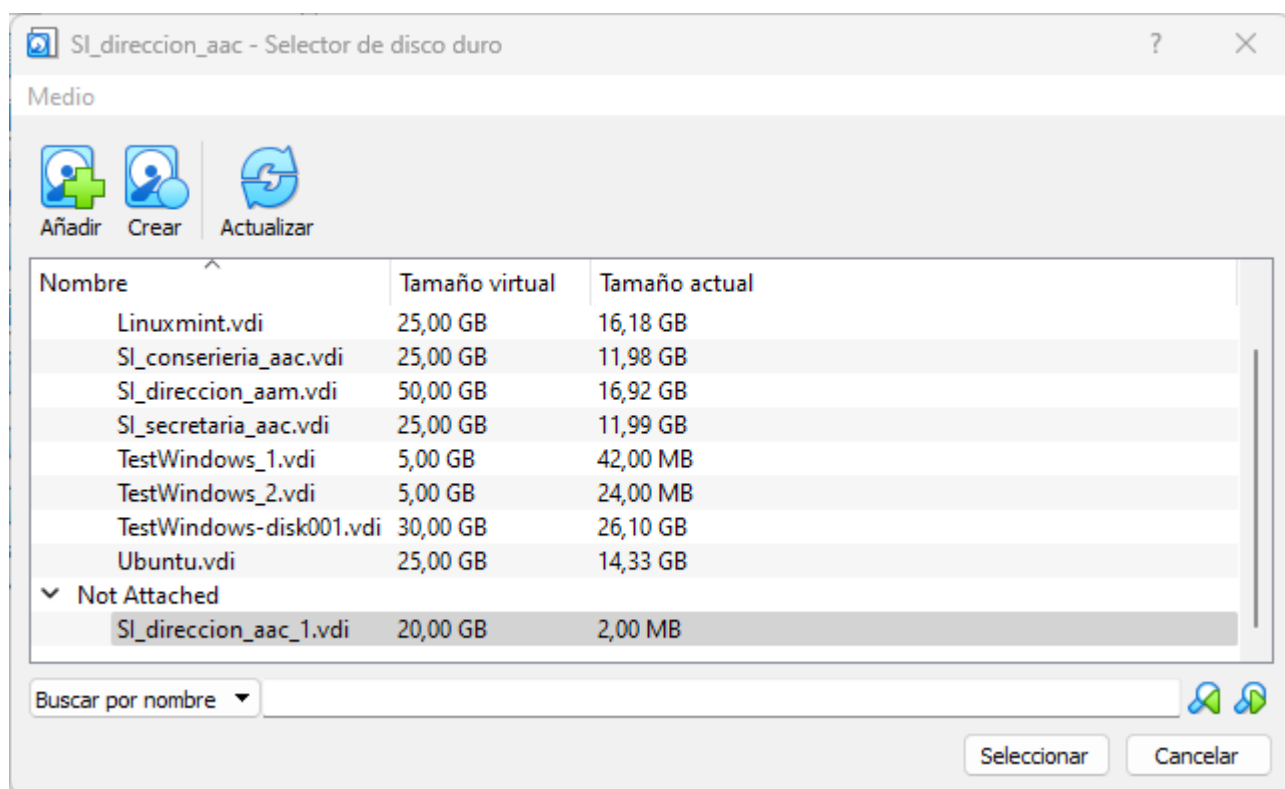 SI_direccion_aac - Selector de disco duro
Medio
Añadir Crear Actualizar
Nombre Tamaño virtual Tamaño actual
Linuxmint.vdi 25,00 GB 16,18 GB
SI_conserieria_aac.vdi 25,00 GB 11,98 GB
SI_direccion_aam.vdi 50,00 GB 16,92 GB
SI_secretaria_aac.vdi 25,00 GB 11,99 GB
TestWindows_1.vdi 5,00 GB 42,00 MB
TestWindows_2.vdi 5,00 GB 24,00 MB
TestWindows-disk001.vdi 30,00 GB 26,10 GB
Ubuntu.vdi 25,00 GB 14,33 GB
Not Attached
SI_direccion_aac_1.vdi 20,00 GB 2,00 MB
Buscar por nombre
Seleccionar Cancelar